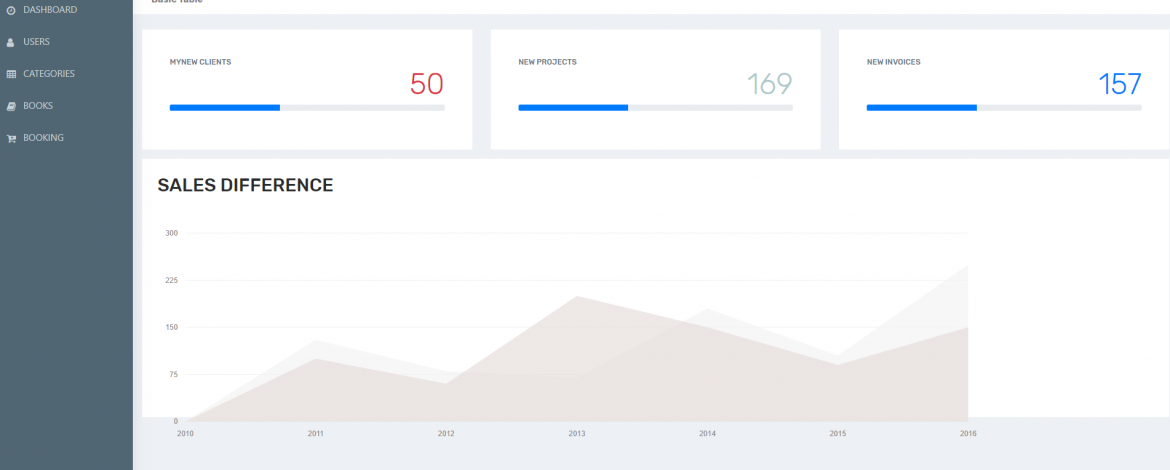 Basic Table
DASHBOARD
USERS
CATEGORIES
BOOKS
BOOKING
MYNEW CLIENTS
50
NEW PROJECTS
169
NEW INVOICES
157
SALES DIFFERENCE
300
225
150
75
0
2010 2011 2012 2013 2014 2015 2016